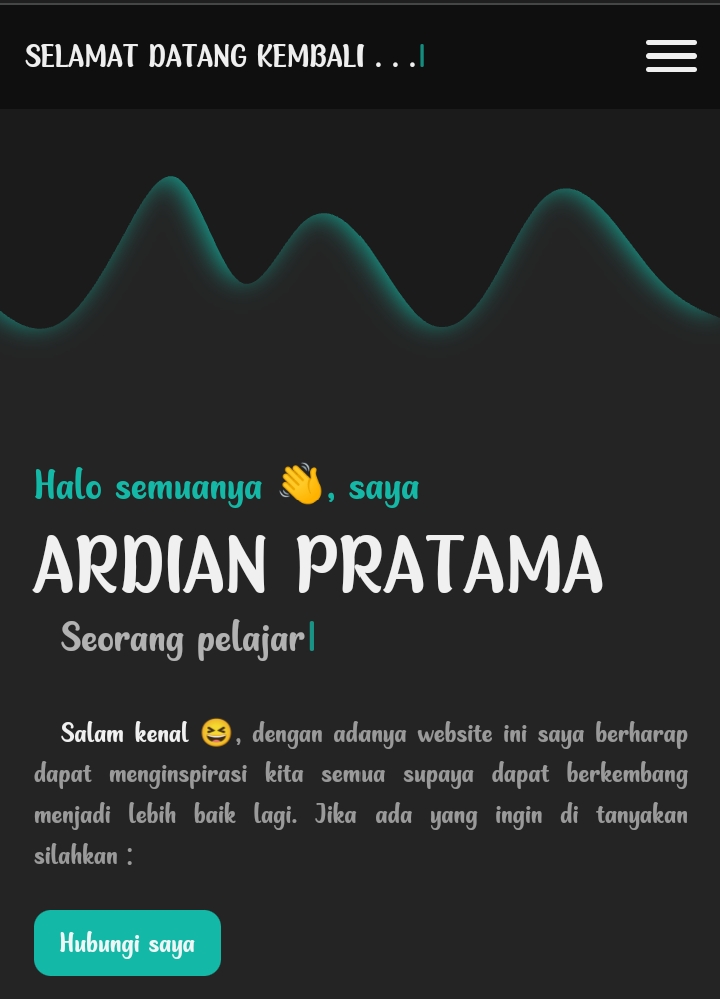 SELAMAT DATANG KEMBALI . . .
Halo semuanya 👋, saya
ARDIAN PRATAMA
Seorang pelajar
Salam kenal 😆, dengan adanya website ini saya berharap
dapat menginspirasi kita semua supaya dapat berkembang
menjadi lebih baik lagi. Jika ada yang ingin di tanyakan
silahkan :
Hubungi saya